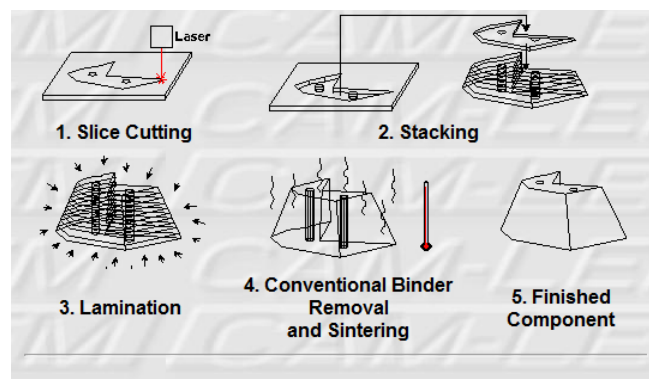 Laser
1. Slice Cutting
2. Stacking
3. Lamination
4. Conventional Binder
Removal
and Sintering
5. Finished
Component